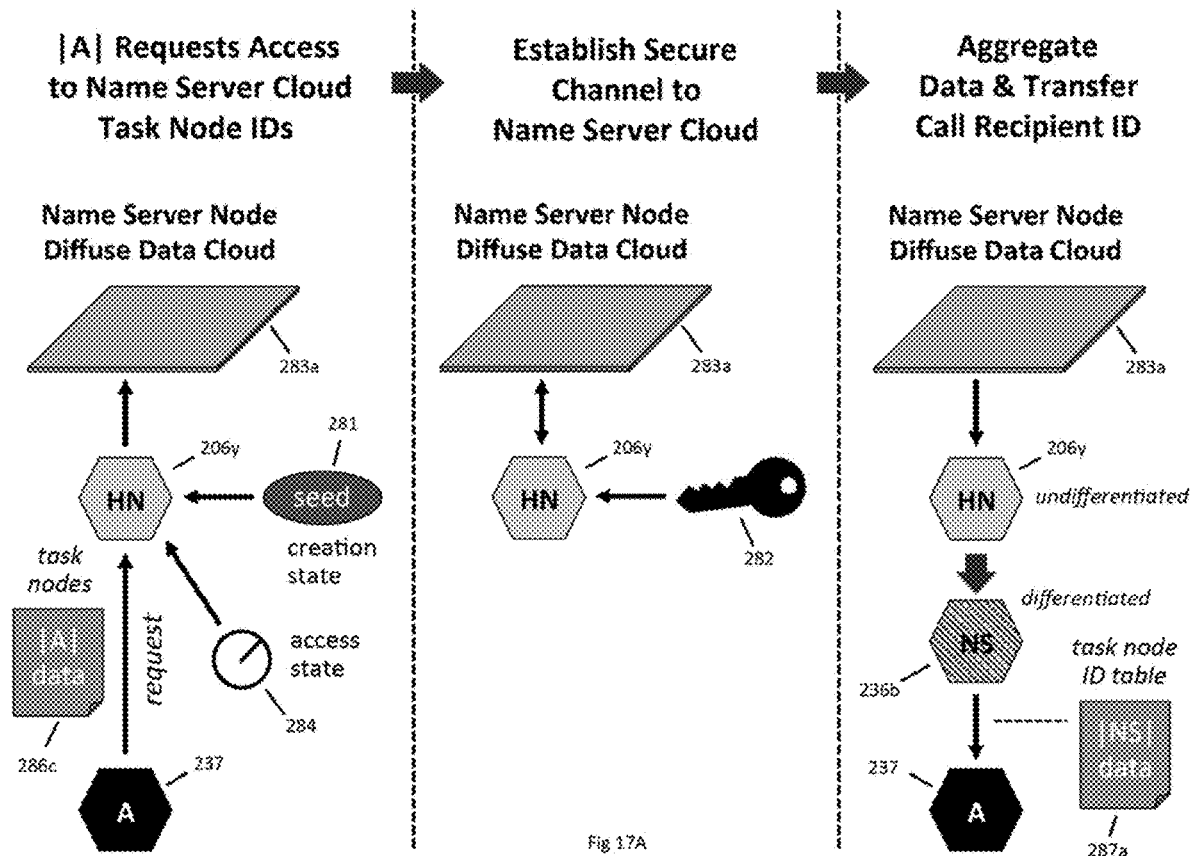 |A| Requests Access
to Name Server Cloud
Task Node IDs
Name Server Node
Diffuse Data Cloud
283a
281
206y
HN
seed
creation
state
task
nodes
|A|
data
request
access
state
284
286c
237
A
Establish Secure
Channel to
Name Server Cloud
Name Server Node
Diffuse Data Cloud
283a
206y
HN
282
Aggregate
Data & Transfer
Call Recipient ID
Name Server Node
Diffuse Data Cloud
283a
206y
HN
undifferentiated
differentiated
NS
236b
task node
ID table
|NS|
data
237
A
287a
Fig 17A